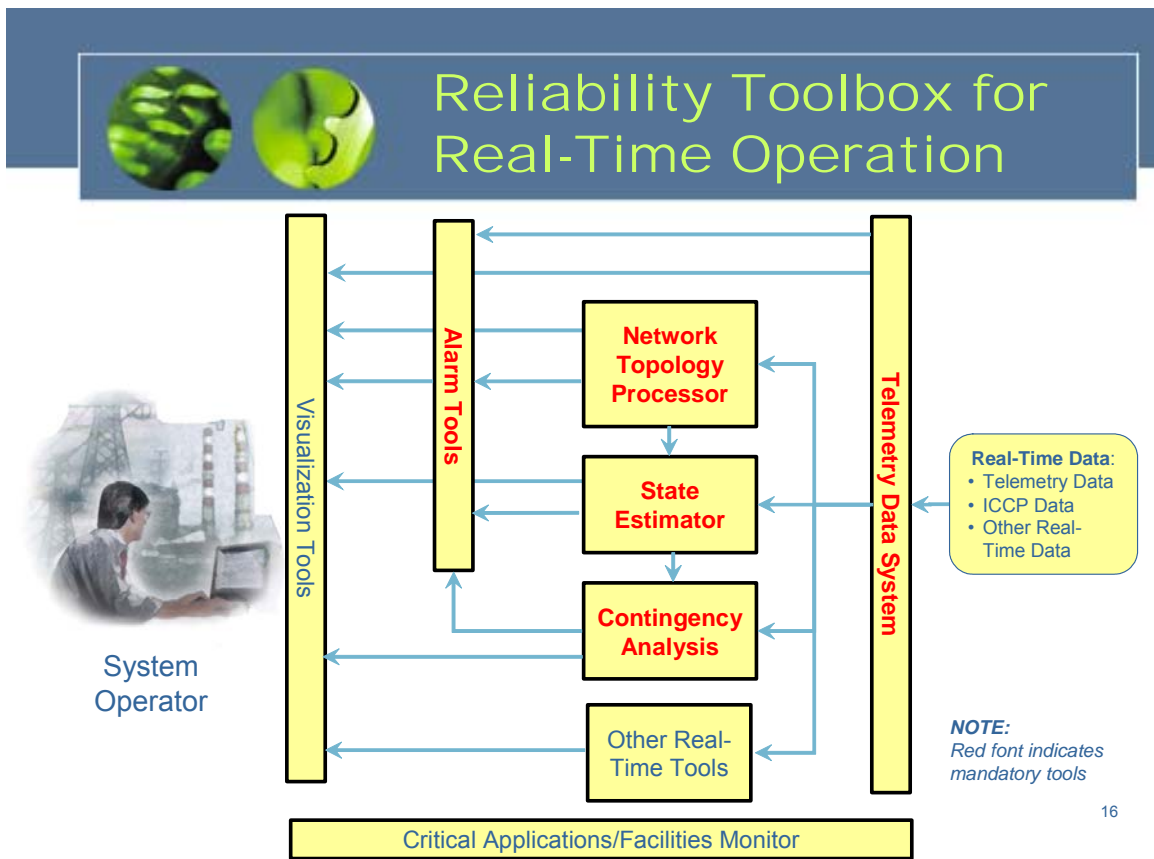 Reliability Toolbox for
Real-Time Operation
Visualization Tools
Alarm Tools
Network
Topology
Processor
State
Estimator
Contingency
Analysis
Other Real-
Time Tools
Telemetry Data System
Real-Time Data:
• Telemetry Data
• ICCP Data
• Other Real-
Time Data
System
Operator
NOTE:
Red font indicates
mandatory tools
16
Critical Applications/Facilities Monitor